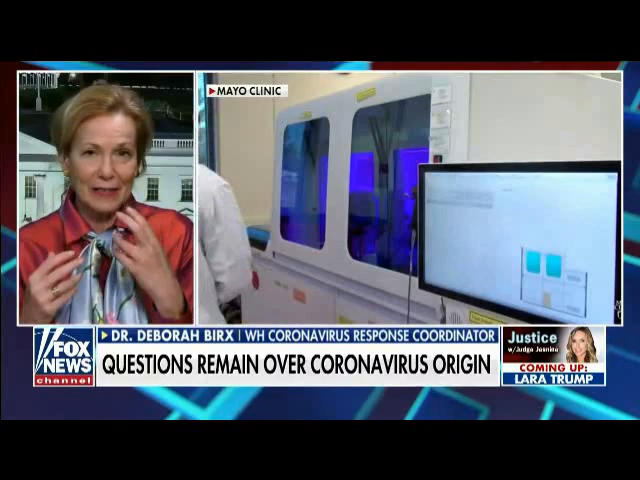 MAYO CLINIC
DR. DEBORAH BIRX | WH CORONAVIRUS RESPONSE COORDINATOR
QUESTIONS REMAIN OVER CORONAVIRUS ORIGIN
FOX
NEWS
channel
Justice
w/Judge Jeanine
COMING UP:
LARA TRUMP